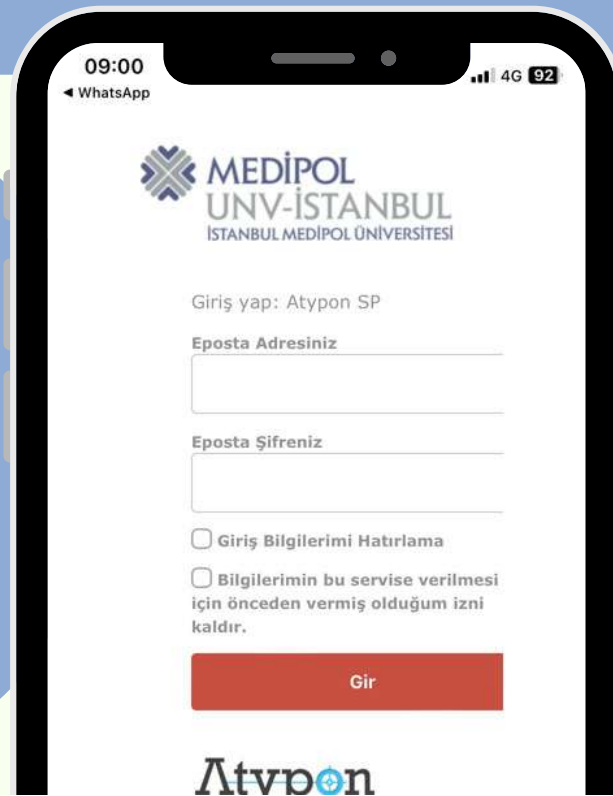 09:00
4G 92
◀ WhatsApp
MEDİPOL
UNV-İSTANBUL
İSTANBUL MEDİPOL ÜNİVERSİTESİ
Giriş yap: Atypon SP
Eposta Adresiniz
Eposta Şifreniz
Giriş Bilgilerimi Hatırlama
Bilgilerimin bu servise verilmesi
için önceden vermiş olduğum izni
kaldır.
Gir
Atypon